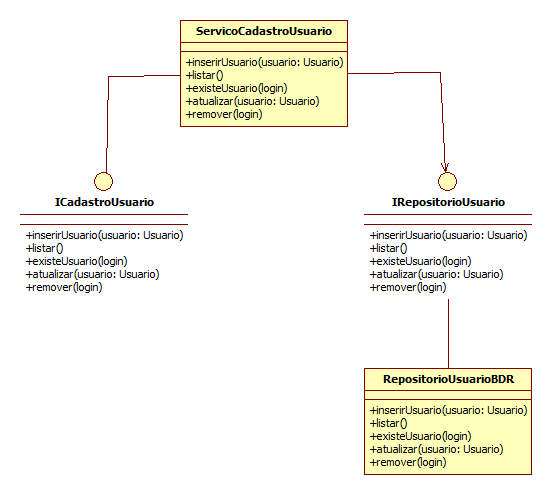 ServicoCadastroUsuario
+inserirUsuario(usuario: Usuario)
+listar()
+existeUsuario(login)
+atualizar(usuario: Usuario)
+remover(login)
ICadastroUsuario
+inserirUsuario(usuario: Usuario)
+listar()
+existeUsuario(login)
+atualizar(usuario: Usuario)
+remover(login)
IRepositorioUsuario
+inserirUsuario(usuario: Usuario)
+listar()
+existeUsuario(login)
+atualizar(usuario: Usuario)
+remover(login)
RepositorioUsuarioBDR
+inserirUsuario(usuario: Usuario)
+listar()
+existeUsuario(login)
+atualizar(usuario: Usuario)
+remover(login)